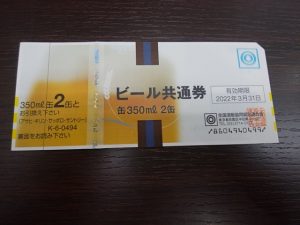 350ml缶2缶と
お引換え下さい
(アサヒ・キリン・サッポロ・サントリー)
K-6-0494
裏面をお読み下さい
ビール共通券
缶350ml 2缶
有効期限
2022年3月31日